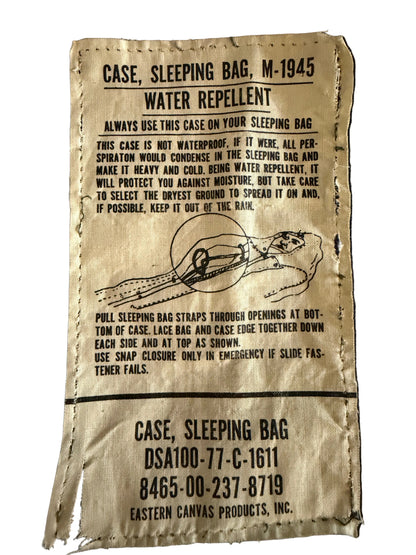 CASE, SLEEPING BAG, M-1945
WATER REPELLENT
ALWAYS USE THIS CASE ON YOUR SLEEPING BAG
THIS CASE IS NOT WATERPROOF. IF IT WERE, ALL PER-
SPIRATON WOULD CONDENSE IN THE SLEEPING BAG AND
MAKE IT HEAVY AND COLD. BEING WATER REPELLENT, IT
WILL PROTECT YOU AGAINST MOISTURE, BUT TAKE CARE
TO SELECT THE DRYEST GROUND TO SPREAD IT ON AND,
IF POSSIBLE, KEEP IT OUT OF THE RAIN.
PULL SLEEPING BAG STRAPS THROUGH OPENINGS AT BOT-
TOM OF CASE. LACE BAG AND CASE EDGE TOGETHER DOWN
EACH SIDE AND AT TOP AS SHOWN.
USE SNAP CLOSURE ONLY IN EMERGENCY IF SLIDE FAS-
TENER FAILS.
CASE, SLEEPING BAG
DSA100-77-C-1611
8465-00-237-8719
EASTERN CANVAS PRODUCTS, INC.